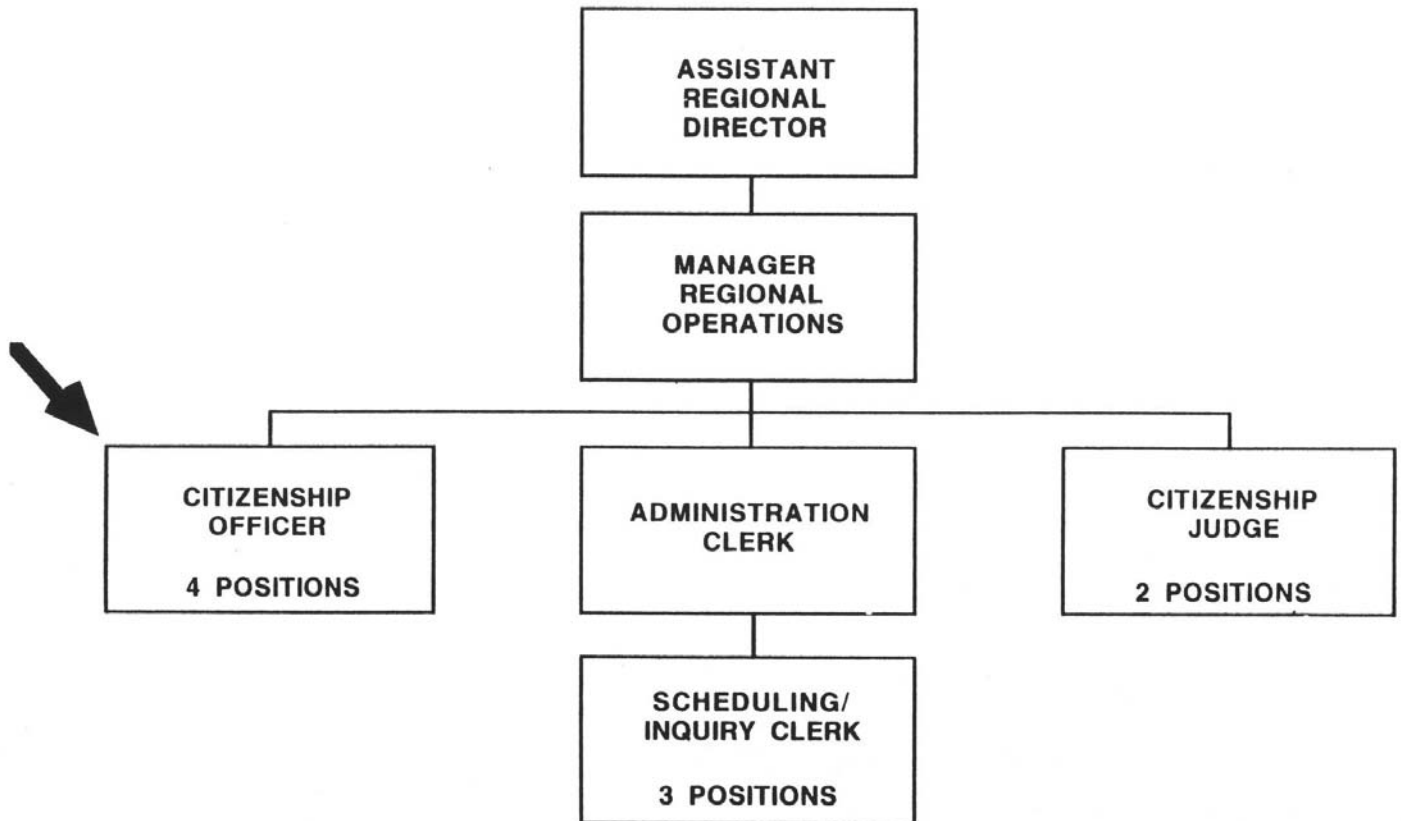 ASSISTANT
REGIONAL
DIRECTOR
MANAGER
REGIONAL
OPERATIONS
CITIZENSHIP
OFFICER
4 POSITIONS
ADMINISTRATION
CLERK
CITIZENSHIP
JUDGE
2 POSITIONS
SCHEDULING/
INQUIRY CLERK
3 POSITIONS